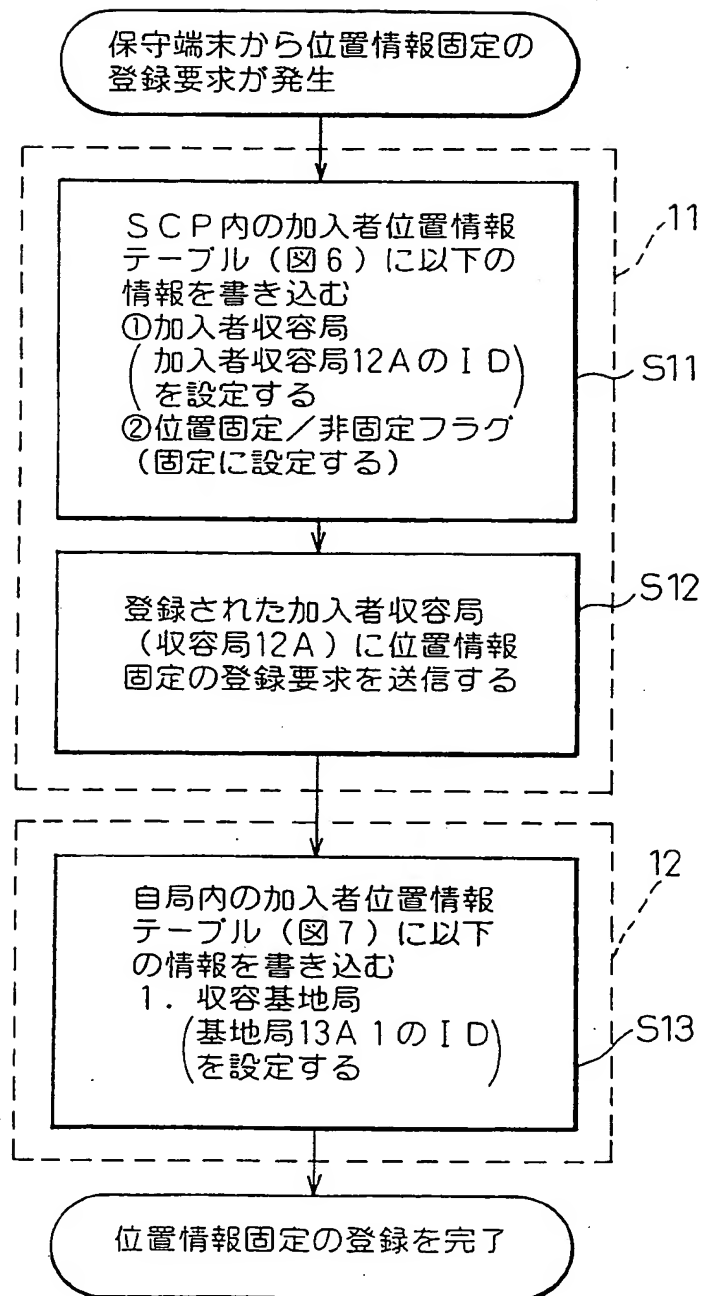 保守端末から位置情報固定の
登録要求が発生
11
SCP内の加入者位置情報
テーブル(図6)に以下の
情報を書き込む
①加入者収容局
(加入者収容局12AのID
を設定する)
②位置固定/非固定フラグ
(固定に設定する)
S11
登録された加入者収容局
(収容局12A)に位置情報
固定の登録要求を送信する
S12
12
自局内の加入者位置情報
テーブル(図7)に以下
の情報を書き込む
1.収容基地局
(基地局13A1のID
を設定する)
S13
位置情報固定の登録を完了